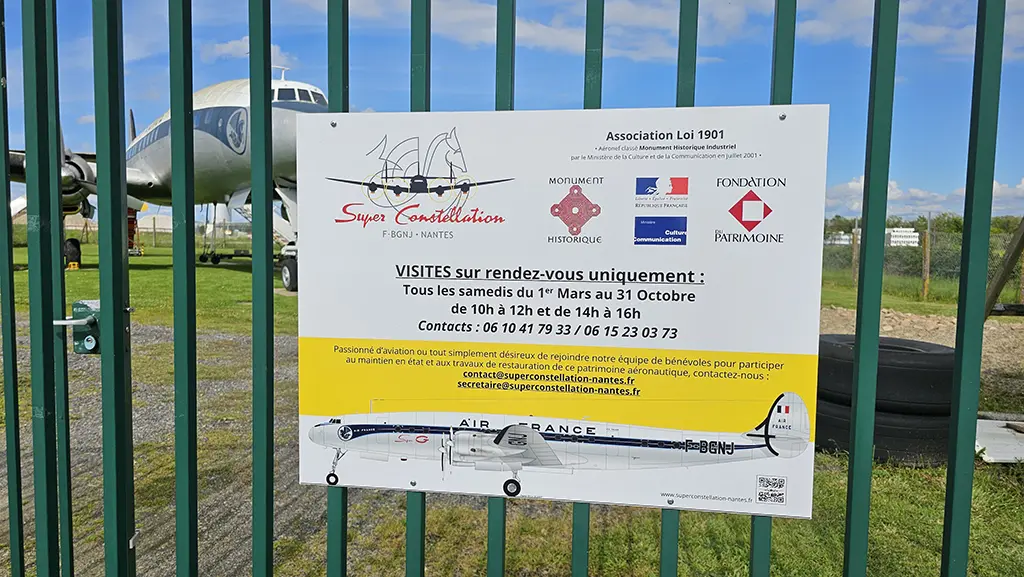 Association Loi 1901
• Aéronef classé Monument Historique Industriel
par le Ministère de la Culture et de la Communication en Juillet 2001 •
Super Constellation
F-BGNJ • NANTES
MONUMENT
HISTORIQUE
Liberté • Égalité • Fraternité
RÉPUBLIQUE FRANÇAISE
Ministère
Culture
Communication
FONDATION
DU
PATRIMOINE
VISITES sur rendez-vous uniquement :
Tous les samedis du 1er Mars au 31 Octobre
de 10h à 12h et de 14h à 16h
Contacts : 06 10 41 79 33 / 06 15 23 03 73
Passionné d'aviation ou tout simplement désireux de rejoindre notre équipe de bénévoles pour participer
au maintien en état et aux travaux de restauration de ce patrimoine aéronautique, contactez-nous :
contact@superconstellation-nantes.fr
secretaire@superconstellation-nantes.fr
AIR FRANCE
Super G
F-BGNJ
AIR
FRANCE
www.superconstellation-nantes.fr